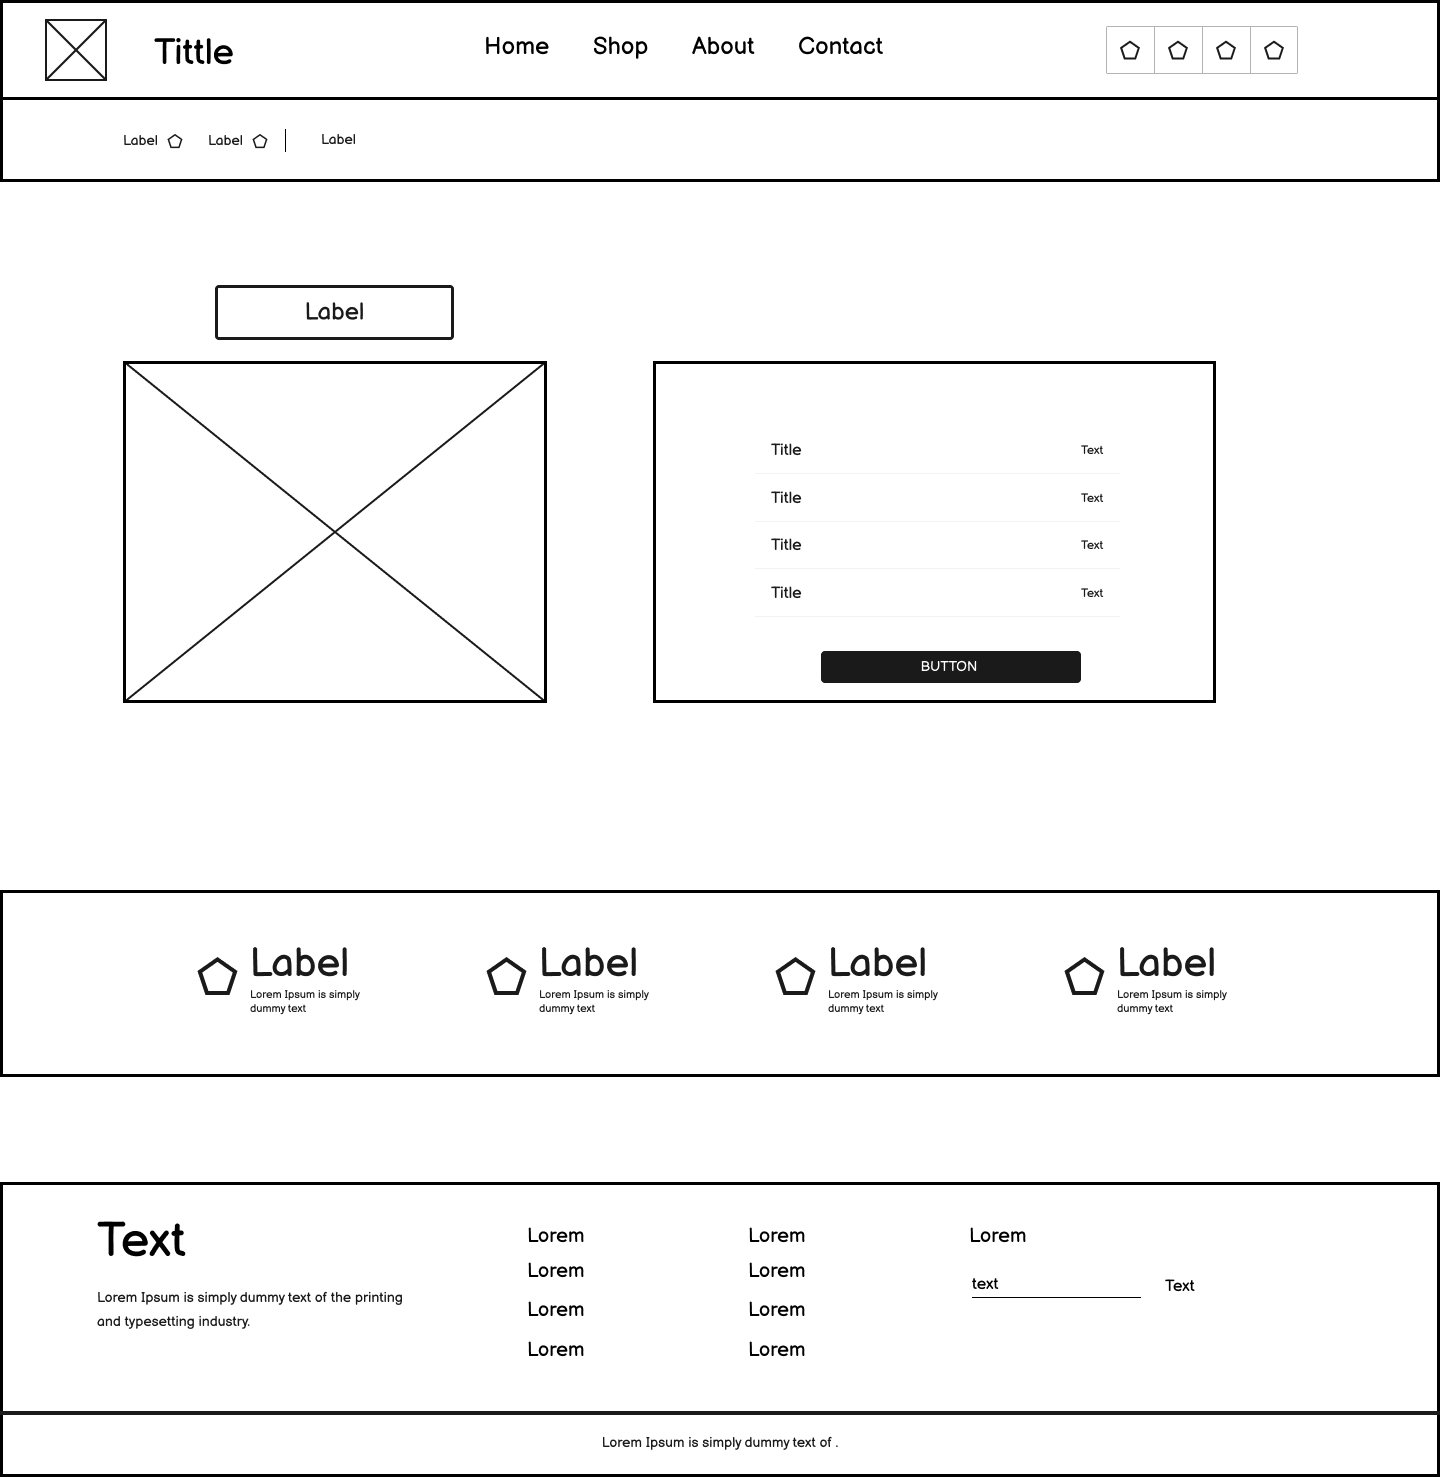 Tittle
Home Shop About Contact
Label Label Label
Label
Title Text
Title Text
Title Text
Title Text
BUTTON
Label
Lorem Ipsum is simply
dummy text
Label
Lorem Ipsum is simply
dummy text
Label
Lorem Ipsum is simply
dummy text
Label
Lorem Ipsum is simply
dummy text
Text
Lorem Ipsum is simply dummy text of the printing
and typesetting industry.
Lorem
Lorem
Lorem
Lorem
Lorem
Lorem
Lorem
Lorem
Lorem
text Text
Lorem Ipsum is simply dummy text of .